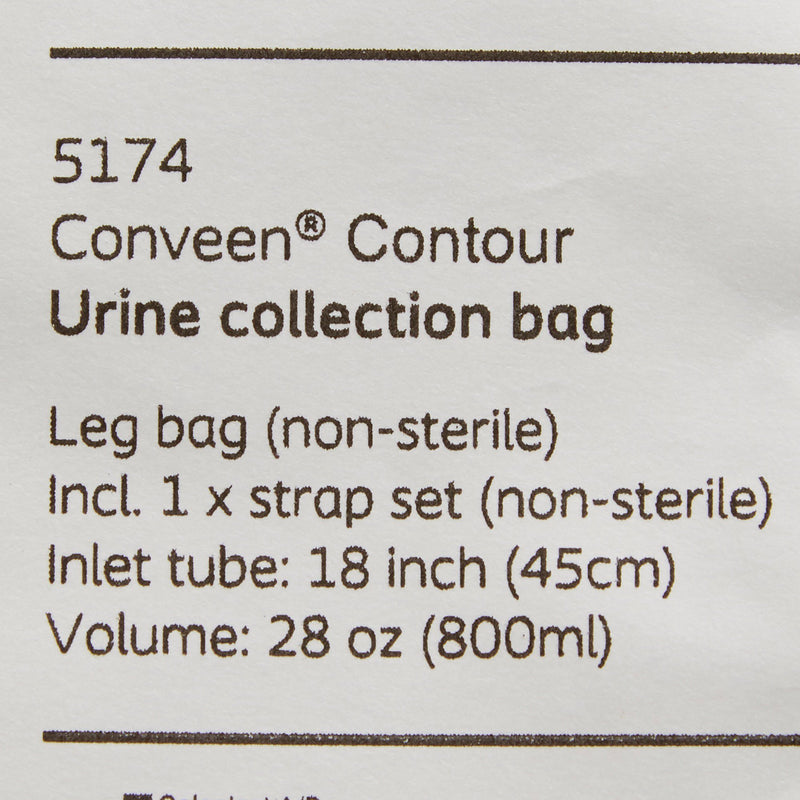 5174
Conveen® Contour
Urine collection bag
Leg bag (non-sterile)
Incl. 1 x strap set (non-sterile)
Inlet tube: 18 inch (45cm)
Volume: 28 oz (800ml)